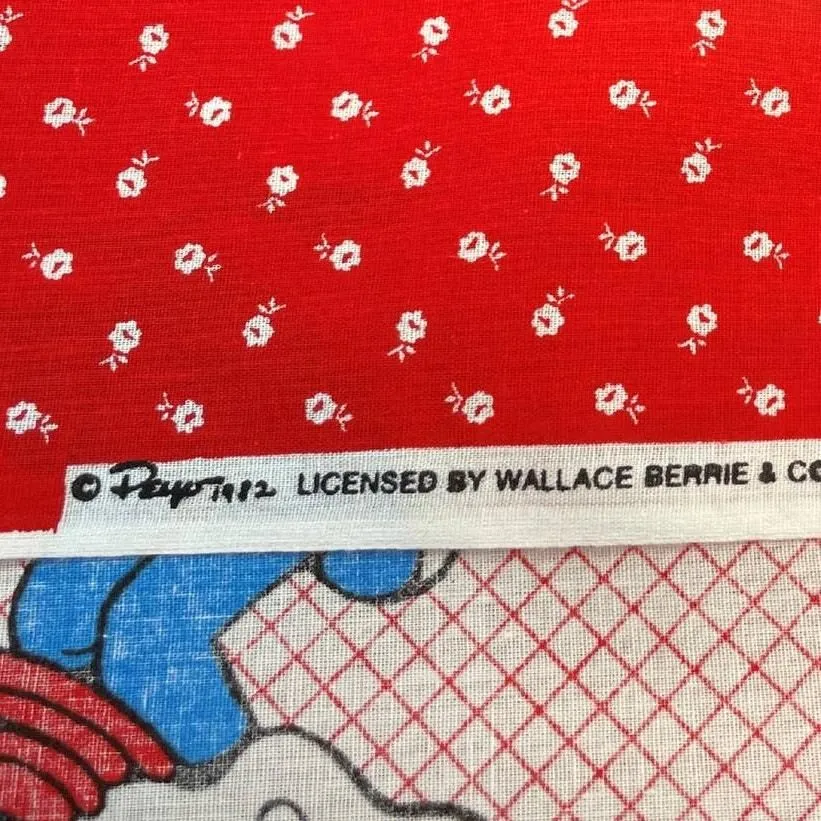 © Peyo 1982 LICENSED BY WALLACE BERRIE & CO